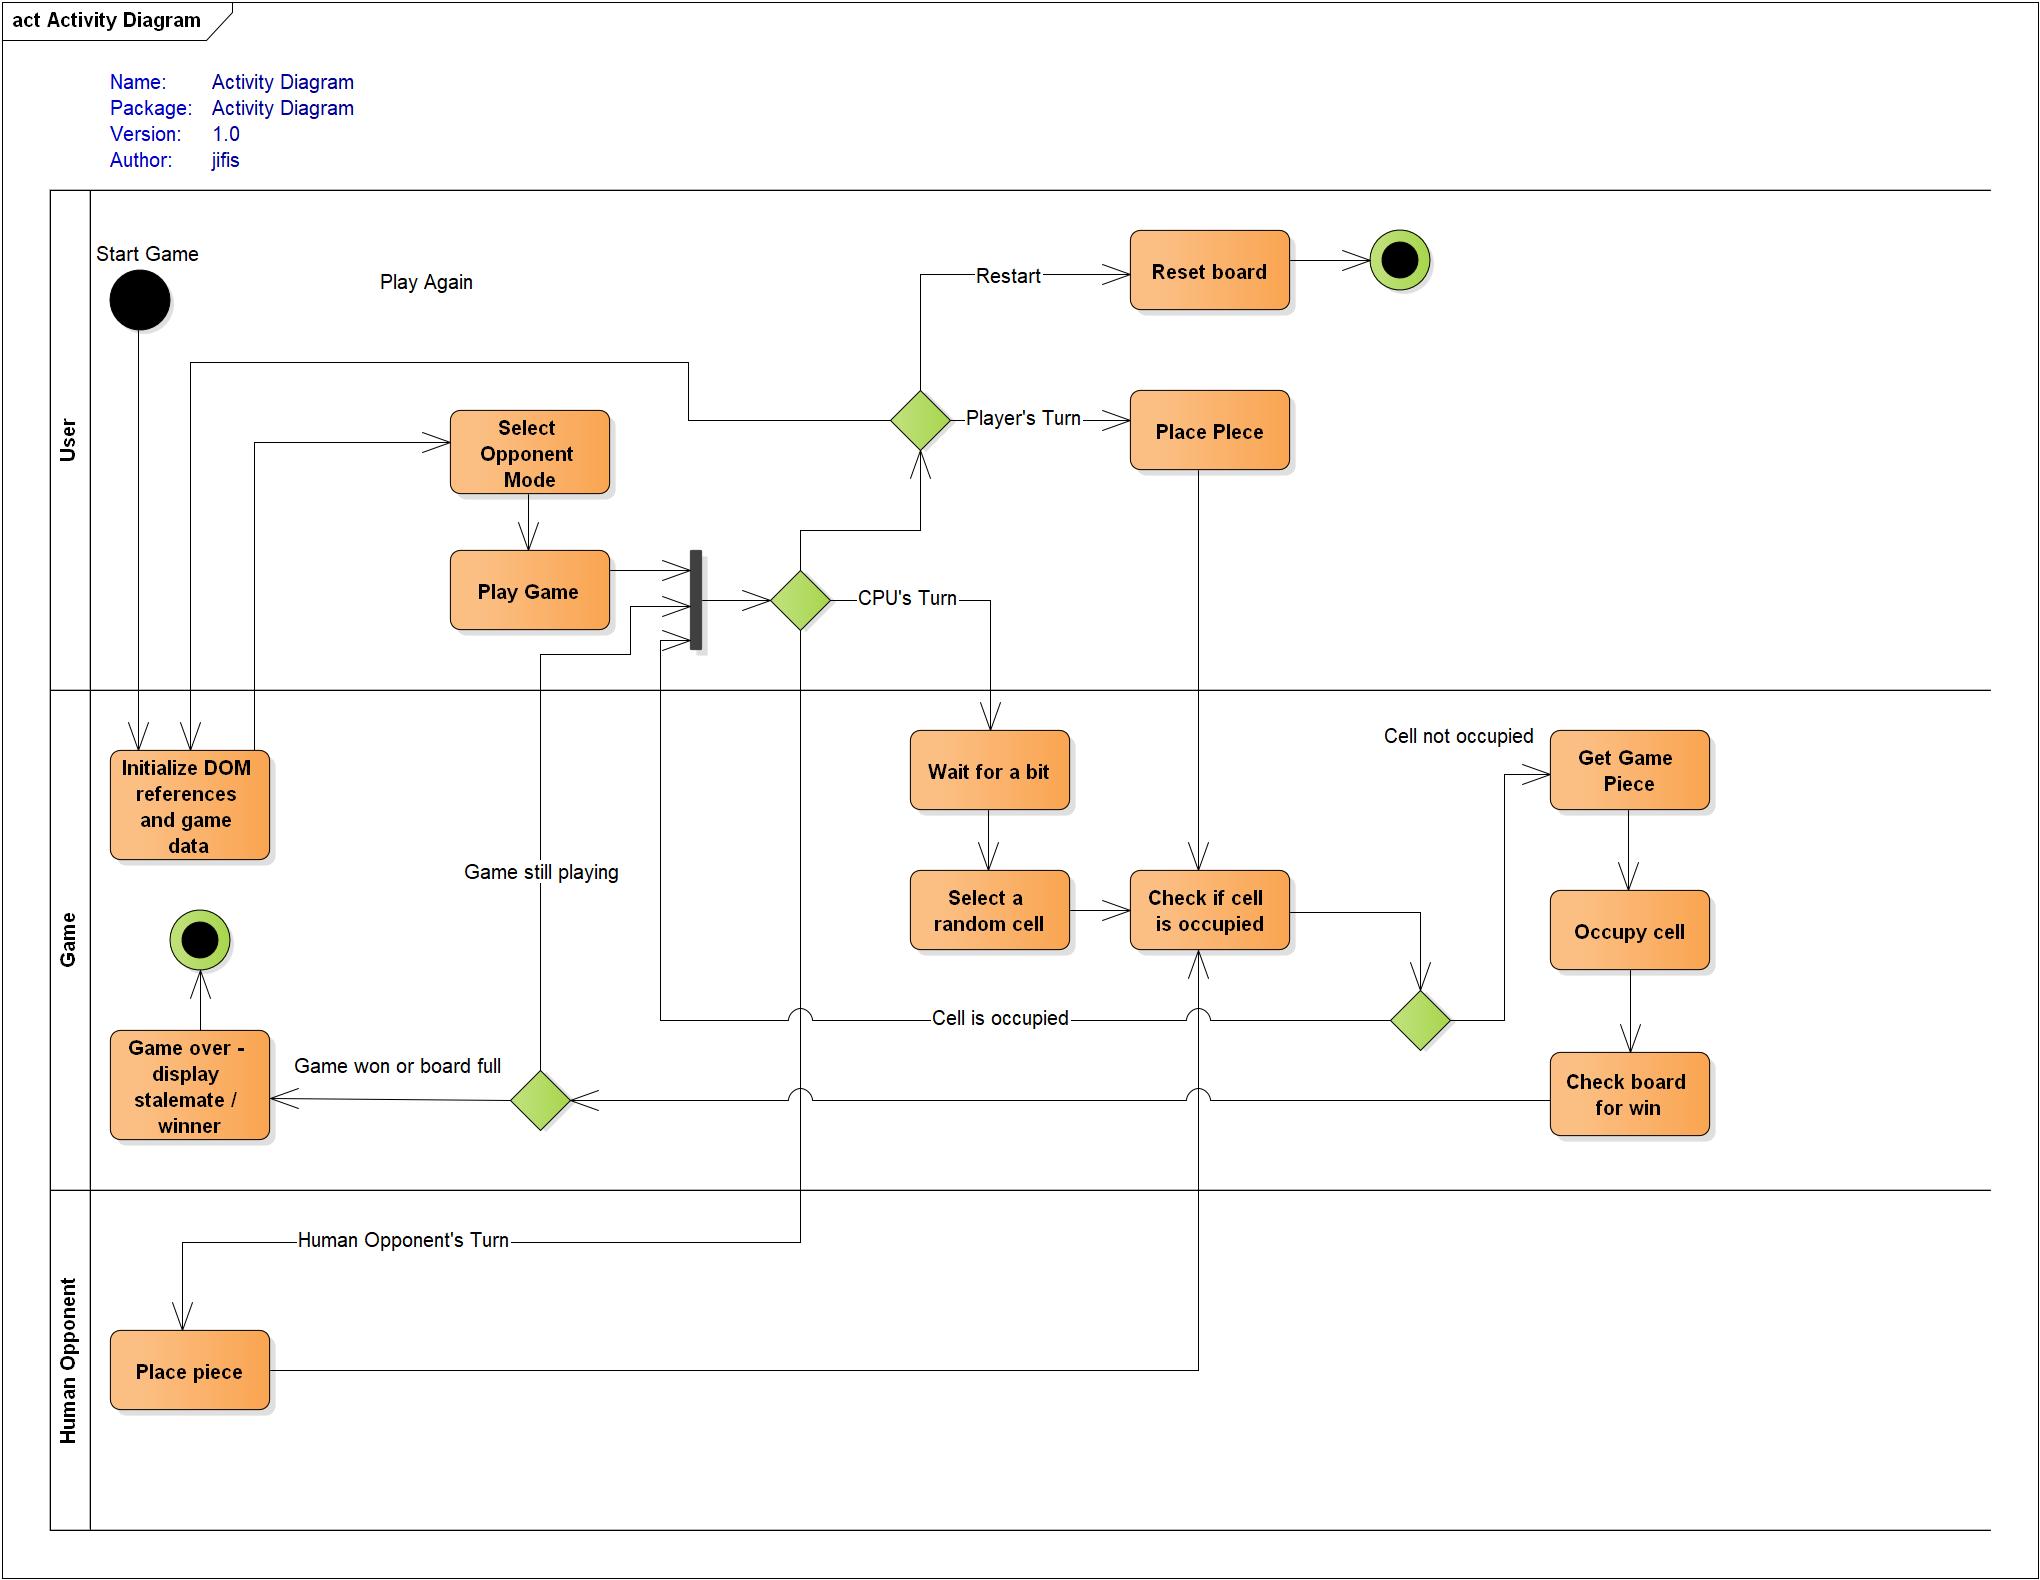 act Activity Diagram
Name: Activity Diagram
Package: Activity Diagram
Version: 1.0
Author: jifis
User
Start Game
Play Again
Restart
Reset board
Select
Opponent
Mode
Player's Turn
Place PIece
Play Game
CPU's Turn
Game
Initialize DOM
references
and game
data
Wait for a bit
Cell not occupied
Get Game
Piece
Game still playing
Select a
random cell
Check if cell
is occupied
Occupy cell
Cell is occupied
Game over -
display
stalemate /
winner
Game won or board full
Check board
for win
Human Opponent
Human Opponent's Turn
Place piece